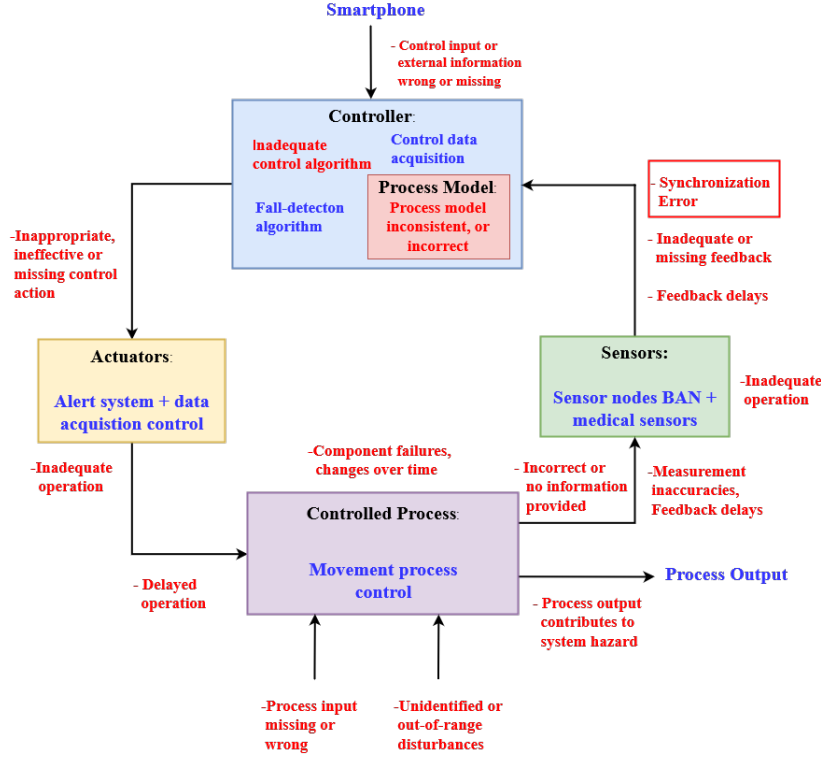 Smartphone
- Control input or
external information
wrong or missing
Controller:
Inadequate
control algorithm
Control data
acquisition
Fall-detecton
algorithm
Process Model:
Process model
inconsistent, or
incorrect
- Synchronization
Error
- Inadequate or
missing feedback
- Feedback delays
-Inappropriate,
ineffective or
missing control
action
Actuators:
Alert system + data
acquistion control
Sensors:
Sensor nodes BAN +
medical sensors
-Inadequate
operation
-Inadequate
operation
-Component failures,
changes over time
- Incorrect or
no information
provided
-Measurement
inaccuracies,
Feedback delays
Controlled Process:
Movement process
control
- Delayed
operation
Process Output
- Process output
contributes to
system hazard
-Process input
missing or
wrong
-Unidentified or
out-of-range
disturbances